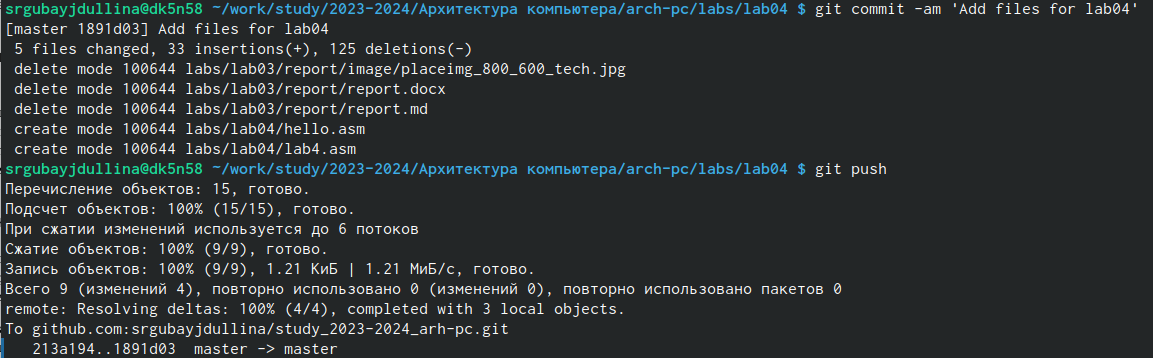 srgubayjdullina@dk5n58 ~/work/study/2023-2024/Архитектура компьютера/arch-pc/labs/lab04 $ git commit -am 'Add files for lab04'
[master 1891d03] Add files for lab04
 5 files changed, 33 insertions(+), 125 deletions(-)
 delete mode 100644 labs/lab03/report/image/placeimg_800_600_tech.jpg
 delete mode 100644 labs/lab03/report/report.docx
 delete mode 100644 labs/lab03/report/report.md
 create mode 100644 labs/lab04/hello.asm
 create mode 100644 labs/lab04/lab4.asm
srgubayjdullina@dk5n58 ~/work/study/2023-2024/Архитектура компьютера/arch-pc/labs/lab04 $ git push
Перечисление объектов: 15, готово.
Подсчет объектов: 100% (15/15), готово.
При сжатии изменений используется до 6 потоков
Сжатие объектов: 100% (9/9), готово.
Запись объектов: 100% (9/9), 1.21 КиБ | 1.21 МиБ/с, готово.
Всего 9 (изменений 4), повторно использовано 0 (изменений 0), повторно использовано пакетов 0
remote: Resolving deltas: 100% (4/4), completed with 3 local objects.
To github.com:srgubayjdullina/study_2023-2024_arh-pc.git
   213a194..1891d03  master -> master